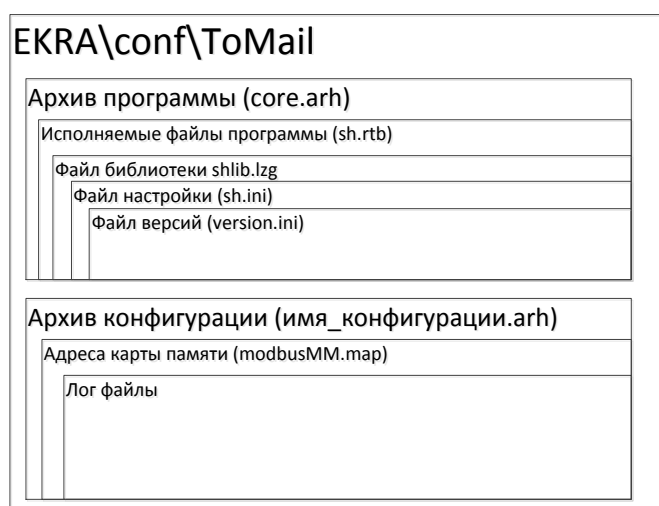 EKRA\conf\ToMail
Архив программы (core.arh)
Исполняемые файлы программы (sh.rtb)
Файл библиотеки shlib.lzg
Файл настройки (sh.ini)
Файл версий (version.ini)
Архив конфигурации (имя_конфигурации.arh)
Адреса карты памяти (modbusMM.map)
Лог файлы